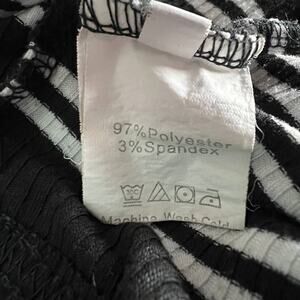 97%Polyester
3%Spandex
Machine Wash Cold